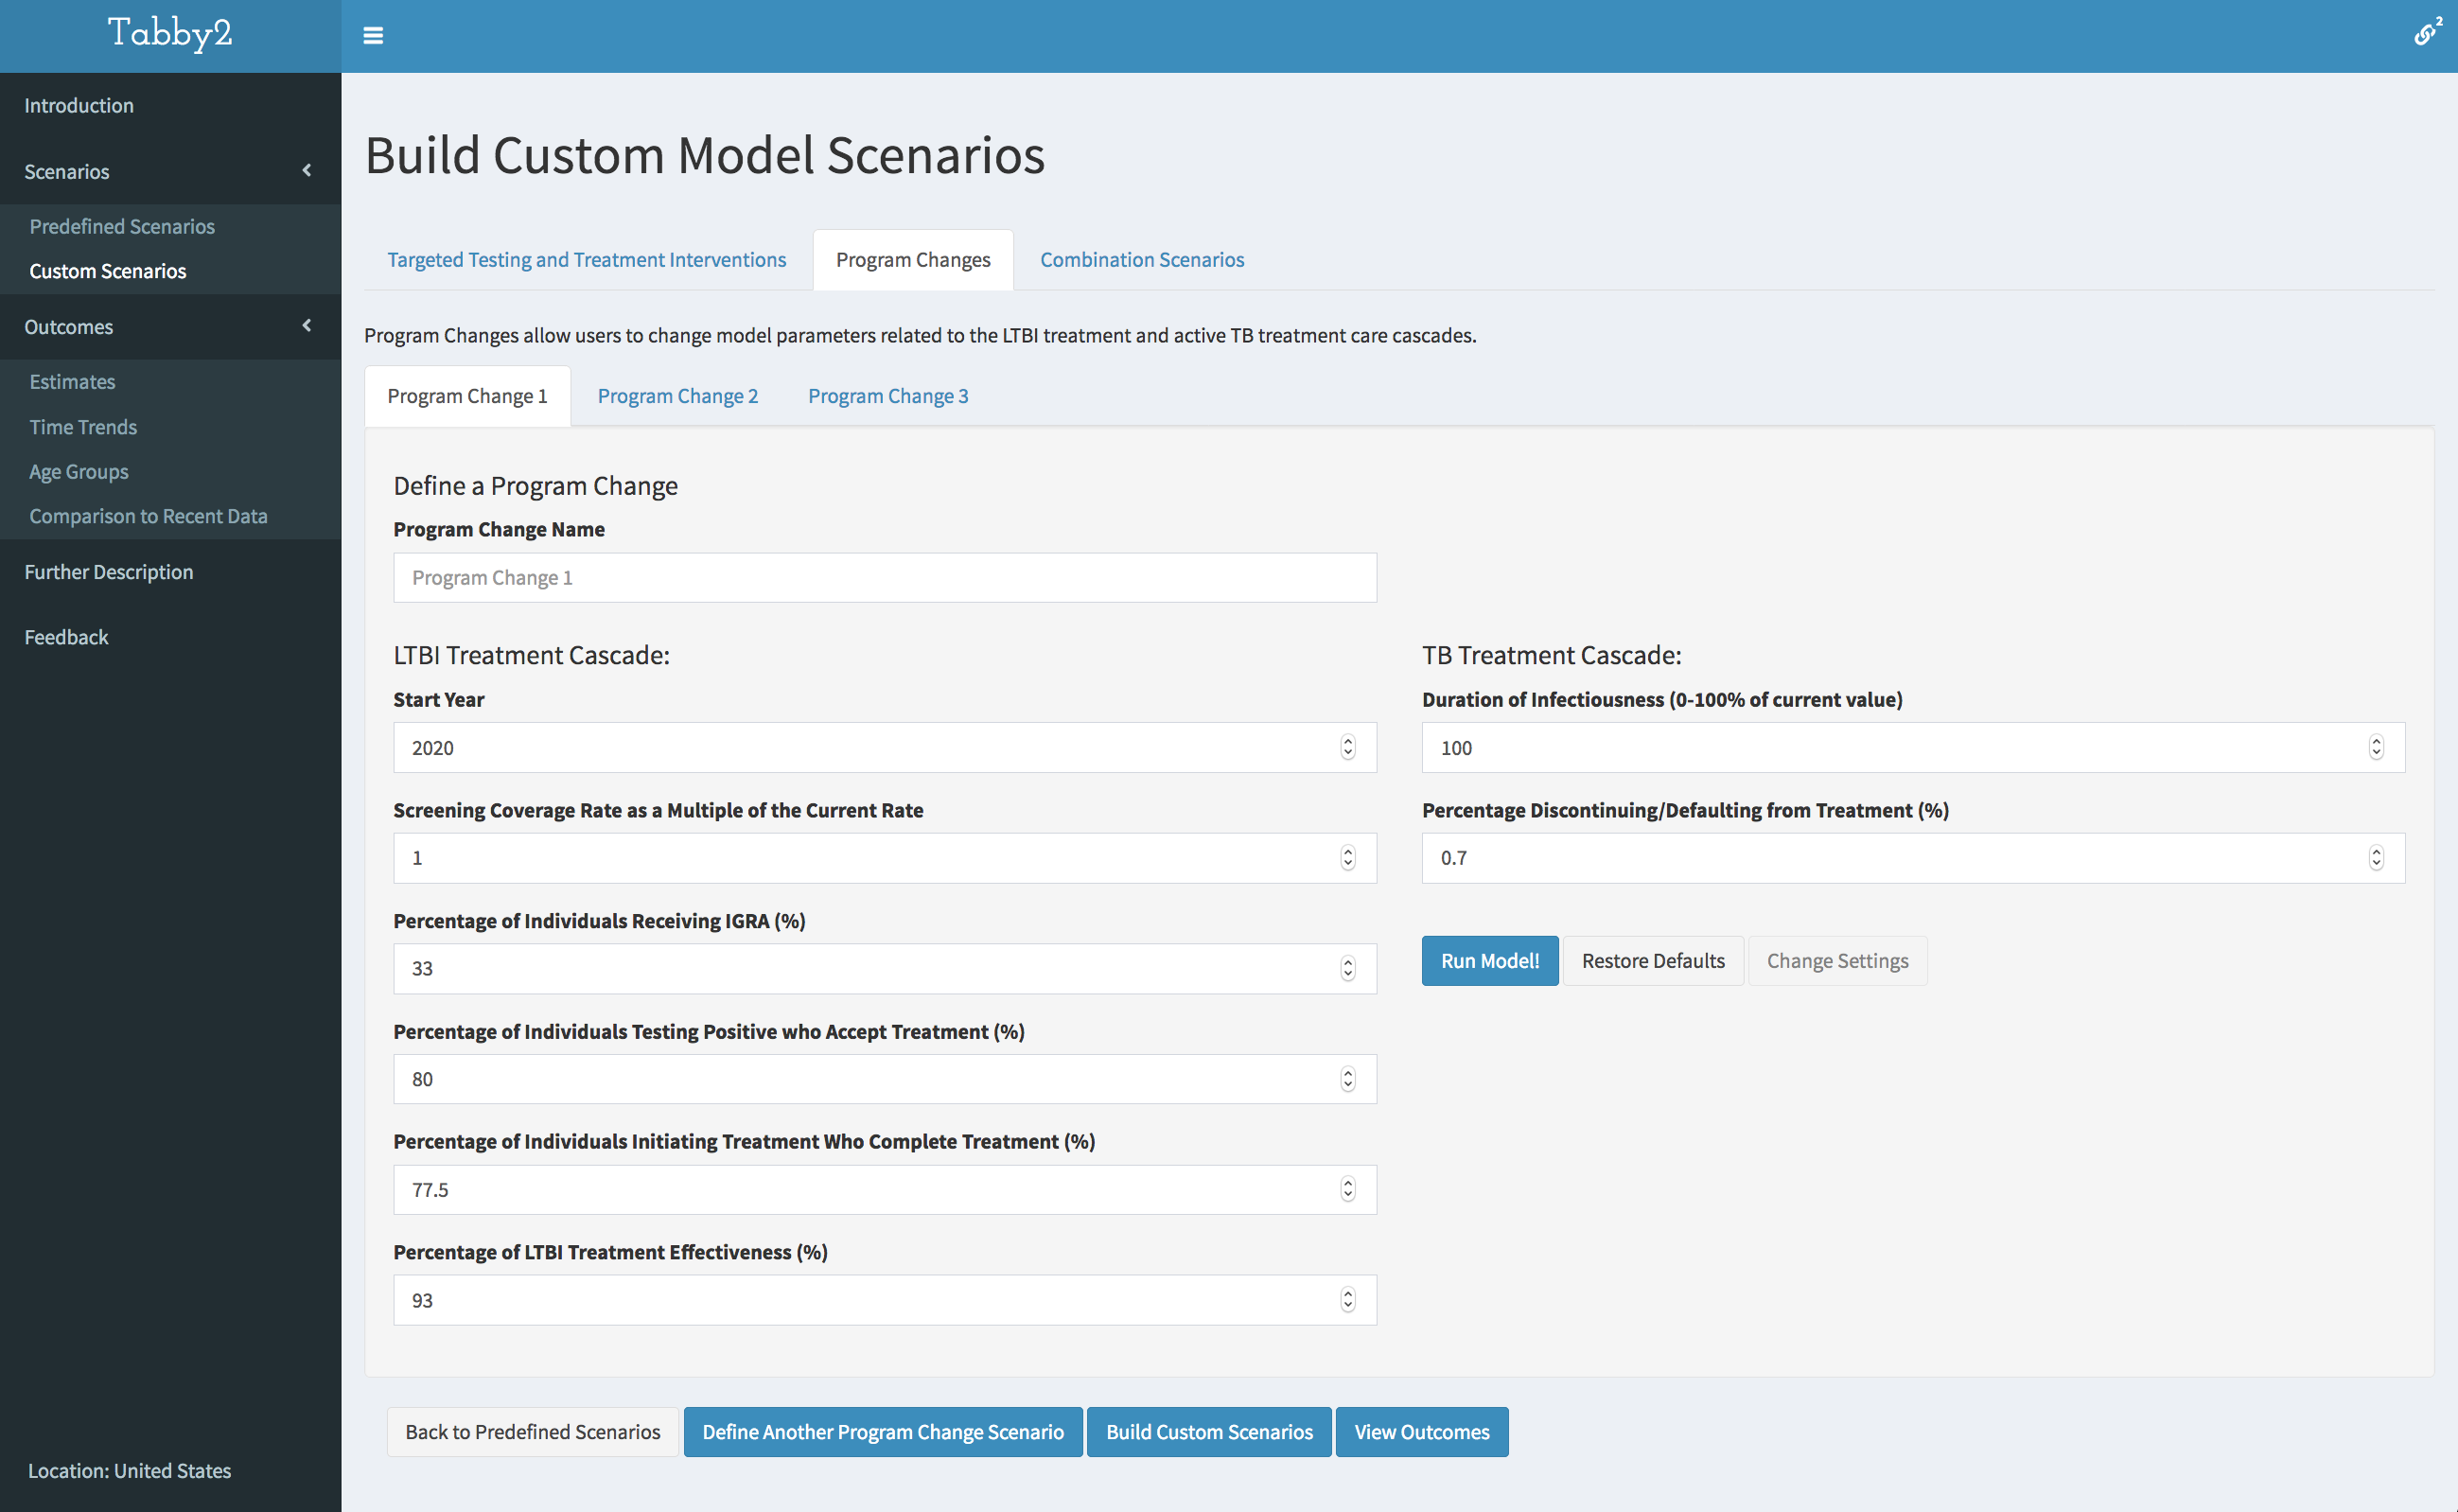 Tabby2
2
Introduction
Scenarios
Predefined Scenarios
Custom Scenarios
Outcomes
Estimates
Time Trends
Age Groups
Comparison to Recent Data
Further Description
Feedback
Location: United States
Build Custom Model Scenarios
Targeted Testing and Treatment Interventions
Program Changes
Combination Scenarios
Program Changes allow users to change model parameters related to the LTBI treatment and active TB treatment care cascades.
Program Change 1
Program Change 2
Program Change 3
Define a Program Change
Program Change Name
Program Change 1
LTBI Treatment Cascade:
Start Year
2020
Screening Coverage Rate as a Multiple of the Current Rate
1
Percentage of Individuals Receiving IGRA (%)
33
Percentage of Individuals Testing Positive who Accept Treatment (%)
80
Percentage of Individuals Initiating Treatment Who Complete Treatment (%)
77.5
Percentage of LTBI Treatment Effectiveness (%)
93
TB Treatment Cascade:
Duration of Infectiousness (0-100% of current value)
100
Percentage Discontinuing/Defaulting from Treatment (%)
0.7
Run Model!
Restore Defaults
Change Settings
Back to Predefined Scenarios
Define Another Program Change Scenario
Build Custom Scenarios
View Outcomes